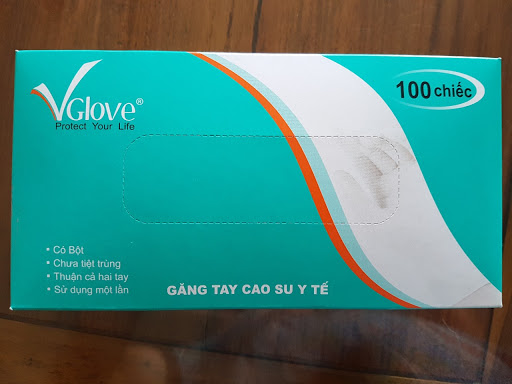 VGlove®
Protect Your Life
100 chiếc
• Có Bột
• Chưa tiệt trùng
• Thuận cả hai tay
• Sử dụng một lần
GĂNG TAY CAO SU Y TẾ